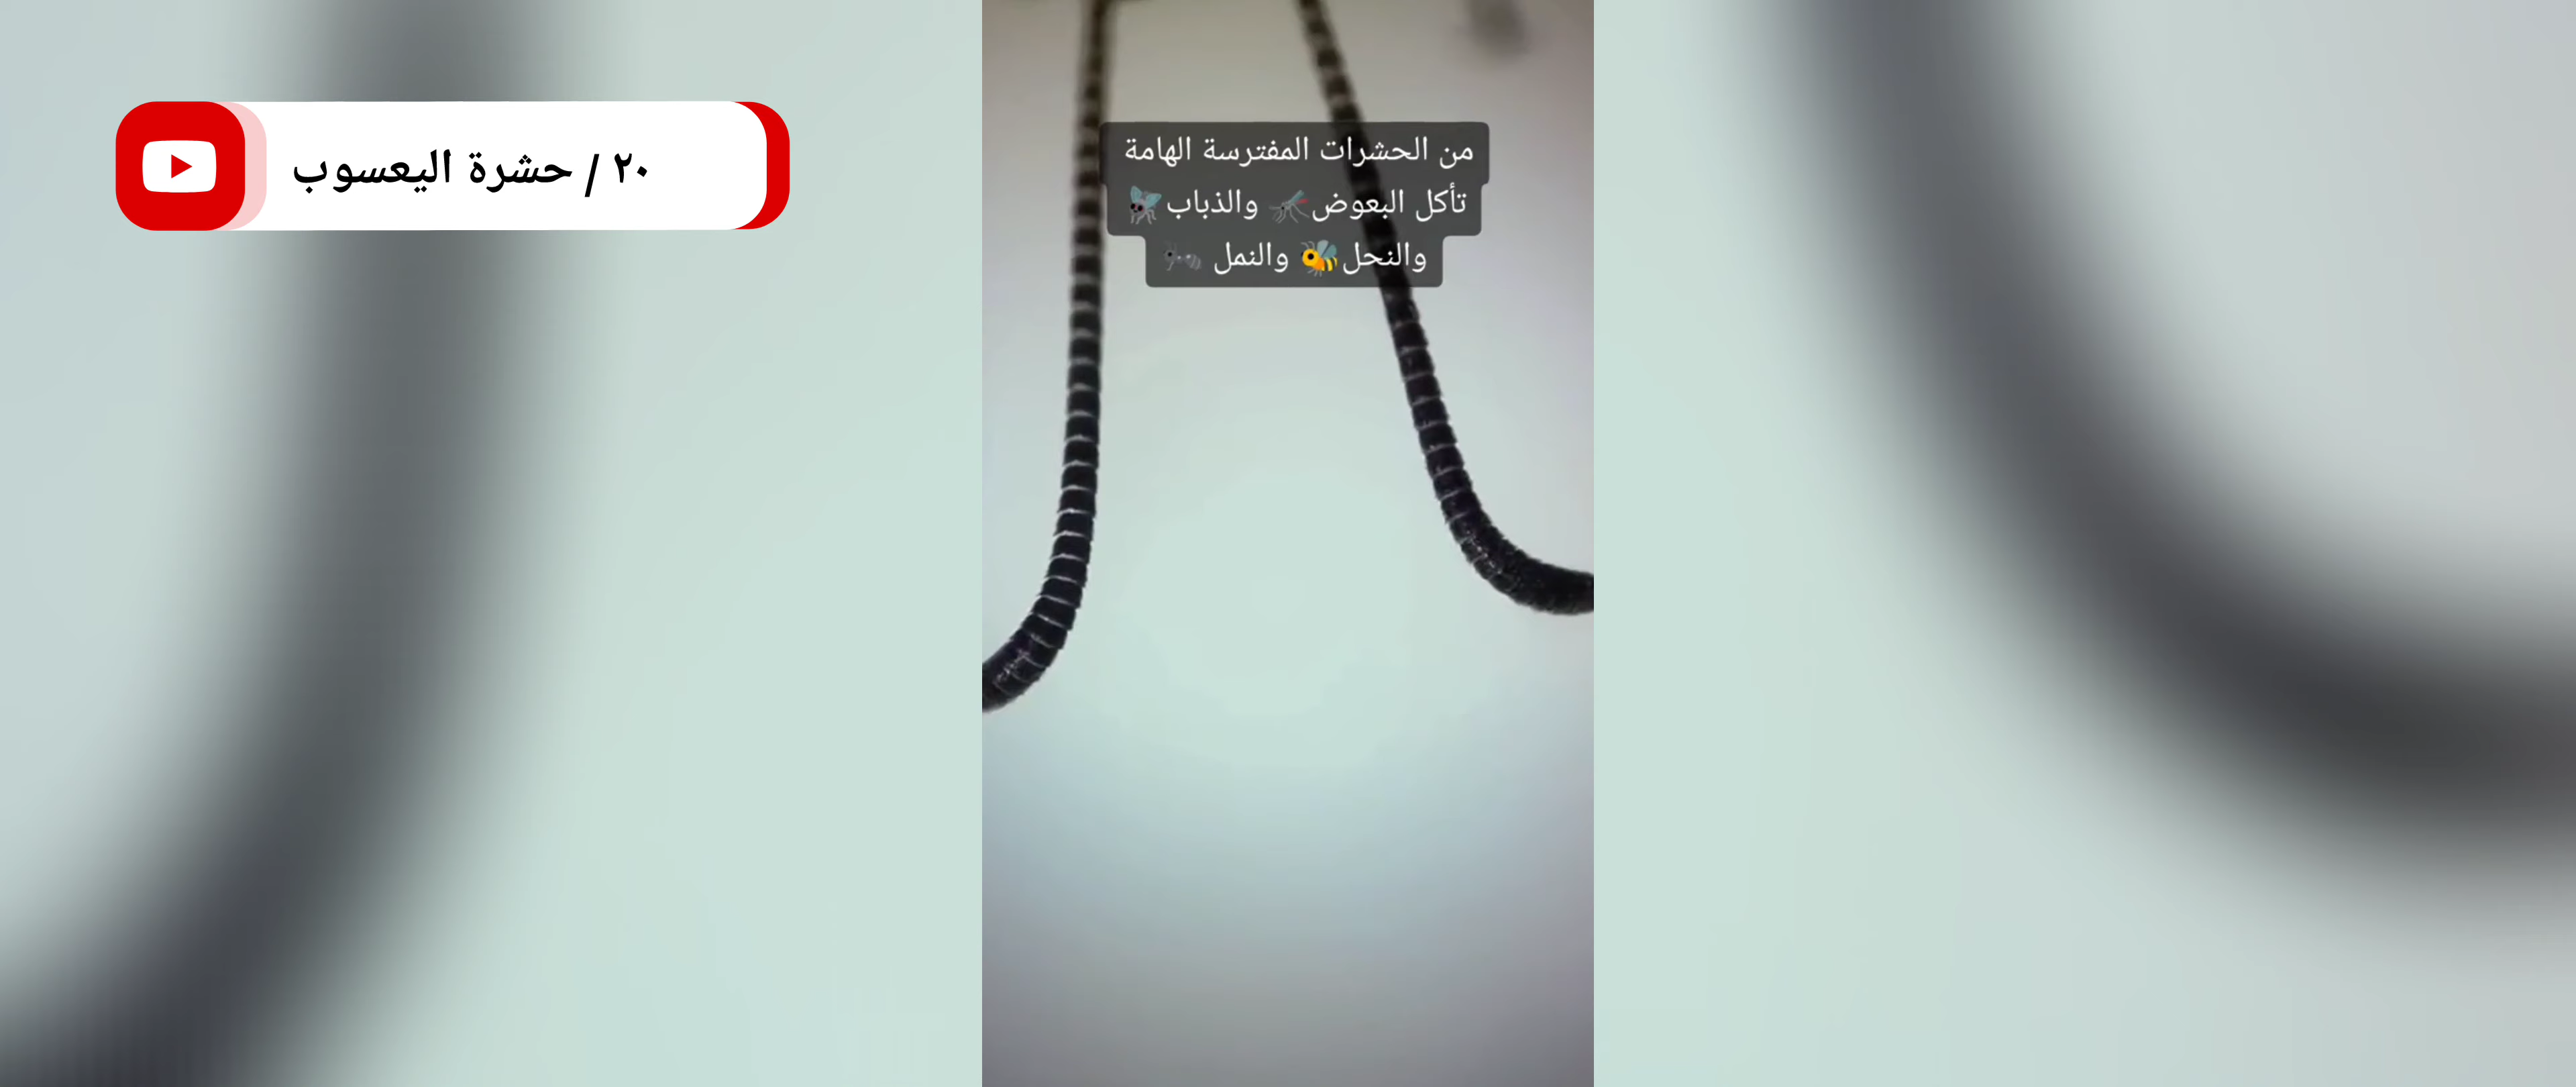 ٢٠ / حشرة اليعسوب
من الحشرات المفترسة الهامة
تأكل البعوض🦟 والذباب🪰
والنحل🐝 والنمل 🐜